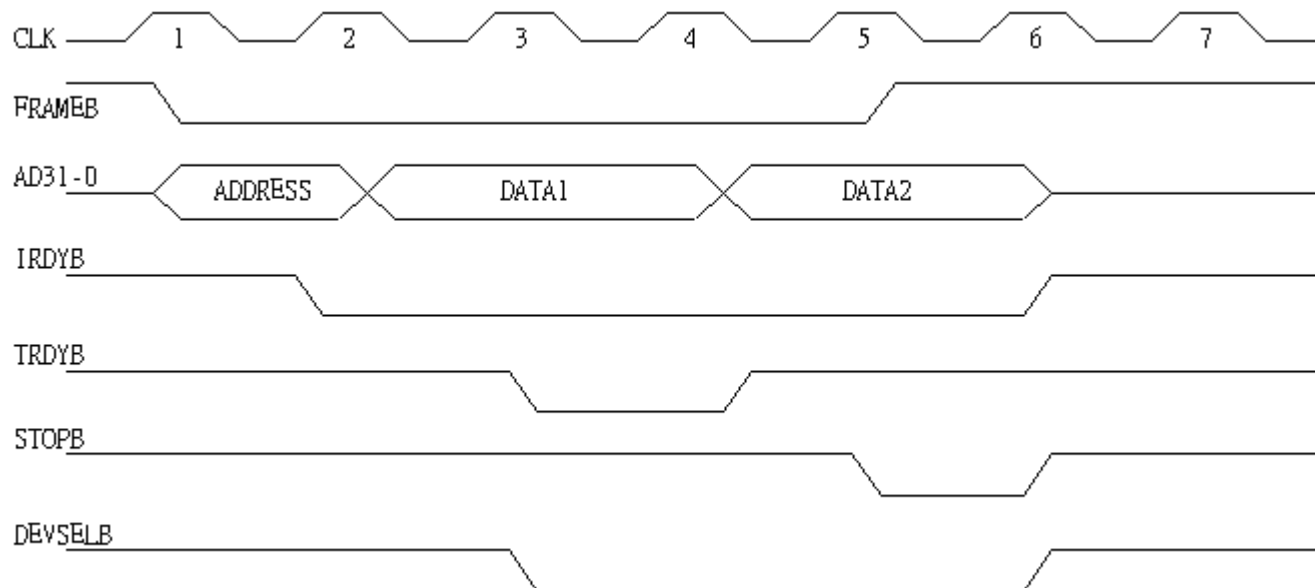 CLK 1 2 3 4 5 6 7
FRAMEB
AD31-0 ADDRESS DATA1 DATA2
IRDYB
TRDYB
STOPB
DEVSELB